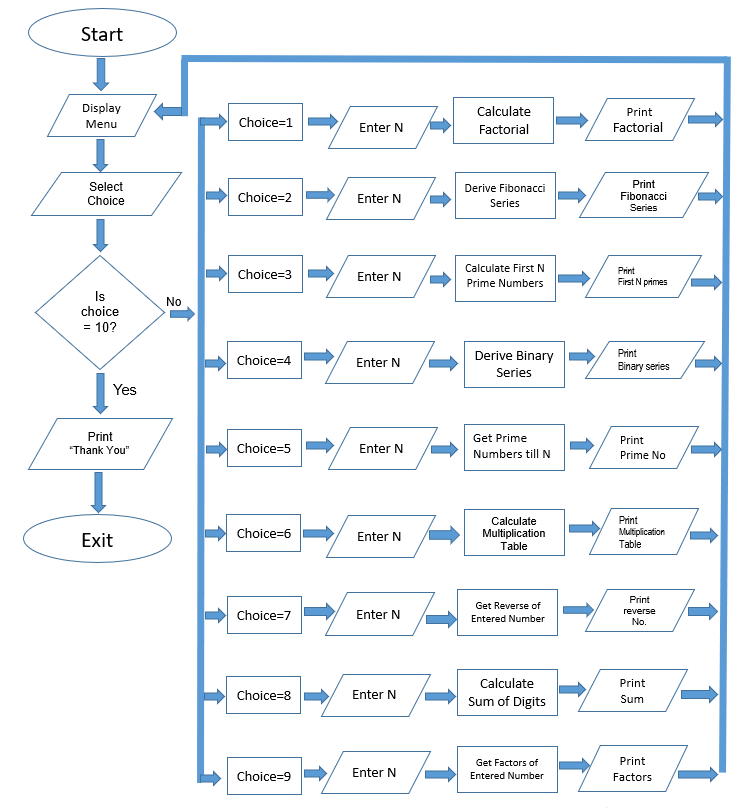 Start
Display
Menu
Select
Choice
Is
choice
= 10?
No
Yes
Print
“Thank You”
Exit
Choice=1
Enter N
Calculate
Factorial
Print
Factorial
Choice=2
Enter N
Derive Fibonacci
Series
Print
Fibonacci
Series
Choice=3
Enter N
Calculate First N
Prime Numbers
Print
First N primes
Choice=4
Enter N
Derive Binary
Series
Print
Binary series
Choice=5
Enter N
Get Prime
Numbers till N
Print
Prime No
Choice=6
Enter N
Calculate
Multiplication
Table
Print
Multiplication
Table
Choice=7
Enter N
Get Reverse of
Entered Number
Print
reverse
No.
Choice=8
Enter N
Calculate
Sum of Digits
Print
Sum
Choice=9
Enter N
Get Factors of
Entered Number
Print
Factors